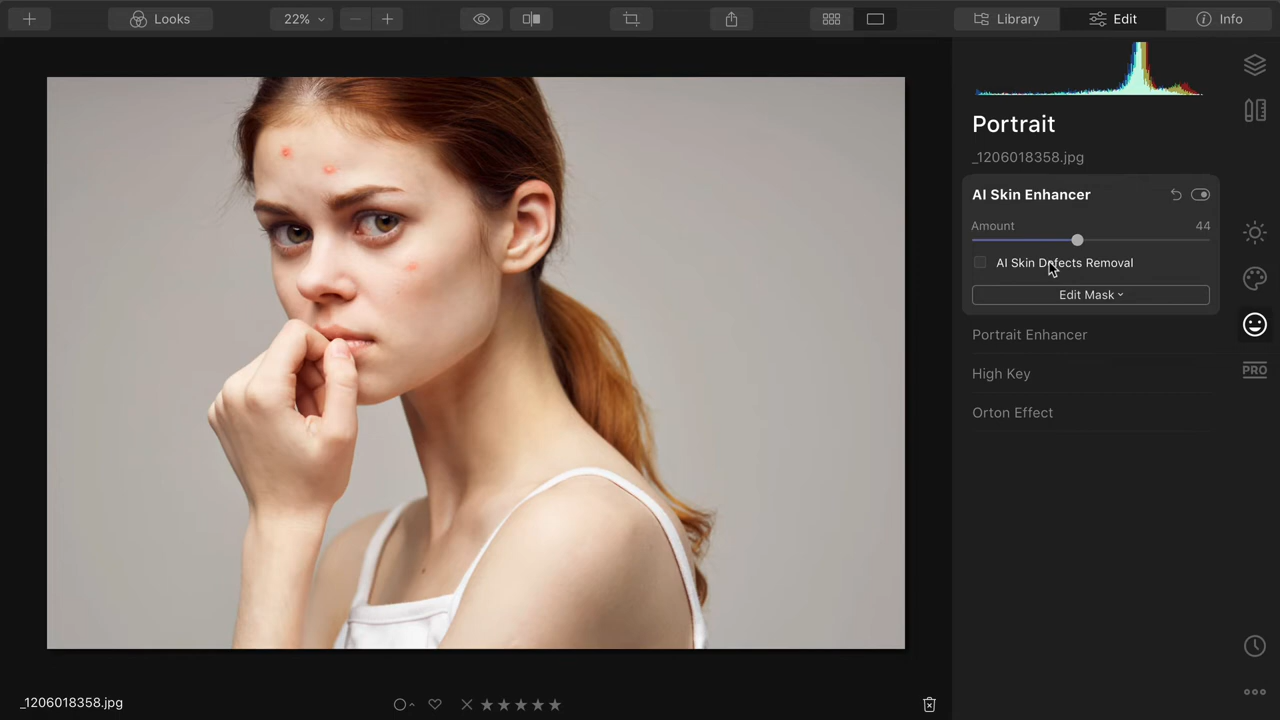 Looks
22%
Library
Edit
Info
Portrait
_1206018358.jpg
AI Skin Enhancer
Amount
44
AI Skin Defects Removal
Edit Mask
Portrait Enhancer
High Key
Orton Effect
PRO
_1206018358.jpg